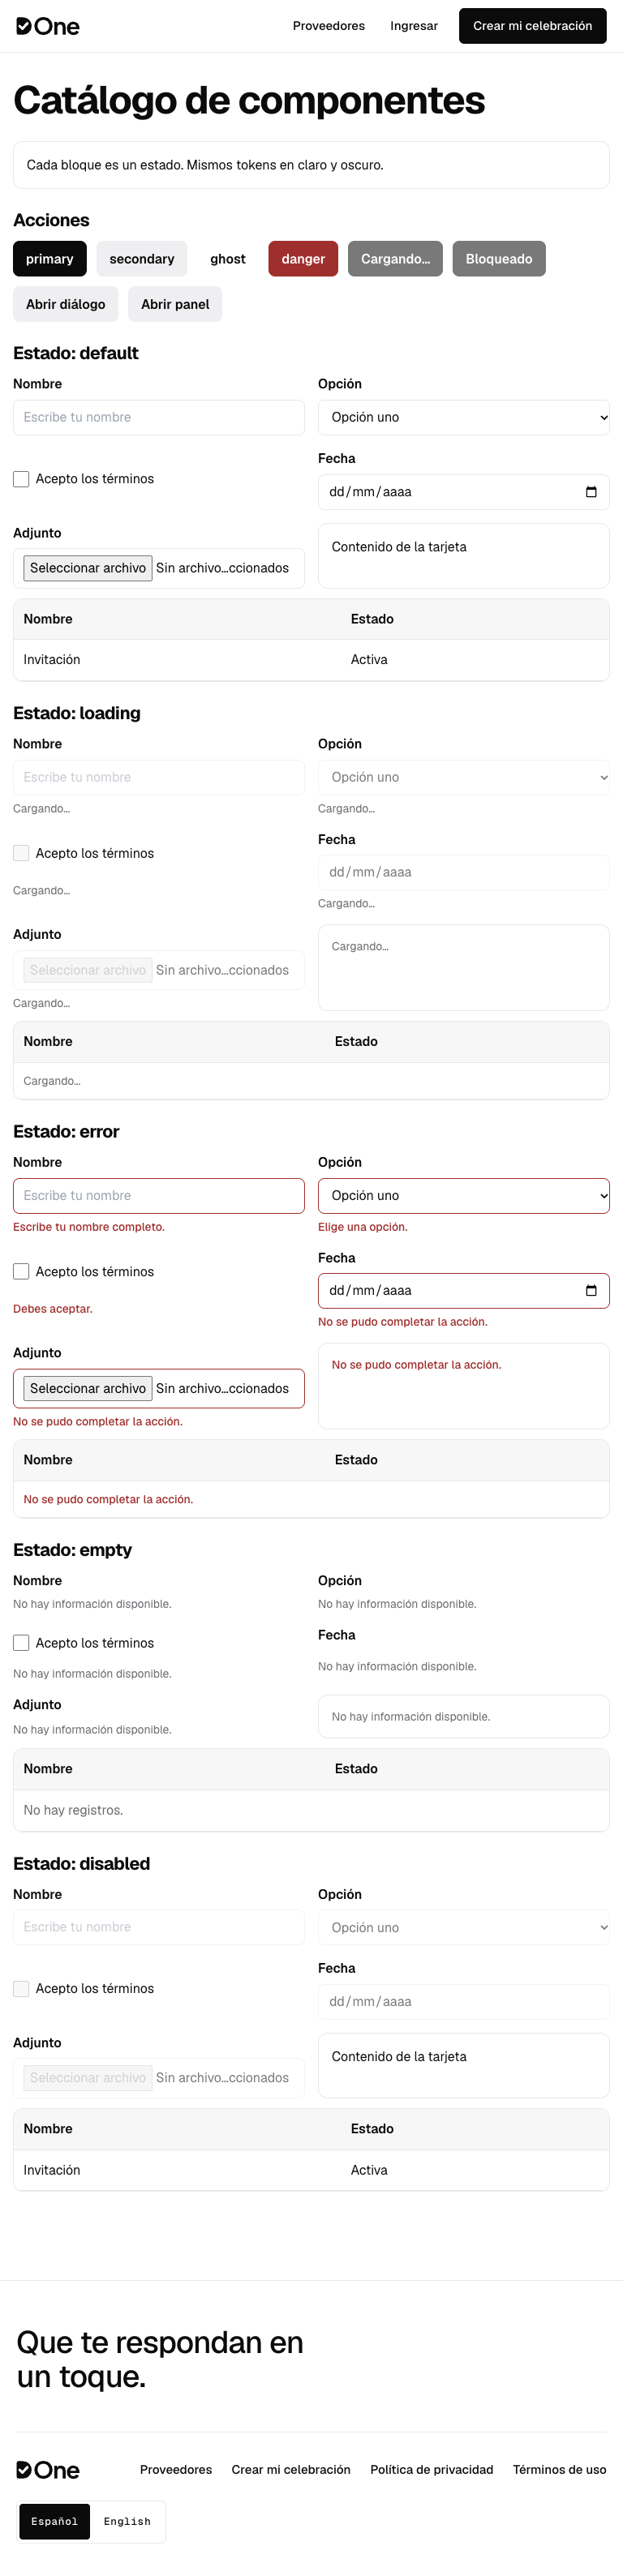 One
Proveedores
Ingresar
Crear mi celebración
Catálogo de componentes
Cada bloque es un estado. Mismos tokens en claro y oscuro.
Acciones
primary
secondary
ghost
danger
Cargando...
Bloqueado
Abrir diálogo
Abrir panel
Estado: default
Nombre
Opción
Escribe tu nombre
Opción uno
Acepto los términos
Fecha
dd/mm/aaaa
Adjunto
Seleccionar archivo Sin archivo...ccionados
Contenido de la tarjeta
Nombre
Estado
Invitación
Activa
Estado: loading
Nombre
Opción
Escribe tu nombre
Opción uno
Cargando...
Cargando...
Acepto los términos
Fecha
dd/mm/aaaa
Cargando...
Cargando...
Adjunto
Cargando...
Seleccionar archivo Sin archivo...ccionados
Cargando...
Nombre
Estado
Cargando...
Estado: error
Nombre
Opción
Escribe tu nombre
Opción uno
Escribe tu nombre completo.
Elige una opción.
Acepto los términos
Fecha
dd/mm/aaaa
Debes aceptar.
No se pudo completar la acción.
Adjunto
No se pudo completar la acción.
Seleccionar archivo Sin archivo...ccionados
No se pudo completar la acción.
Nombre
Estado
No se pudo completar la acción.
Estado: empty
Nombre
Opción
No hay información disponible.
No hay información disponible.
Acepto los términos
Fecha
No hay información disponible.
No hay información disponible.
Adjunto
No hay información disponible.
No hay información disponible.
Nombre
Estado
No hay registros.
Estado: disabled
Nombre
Opción
Escribe tu nombre
Opción uno
Acepto los términos
Fecha
dd/mm/aaaa
Adjunto
Seleccionar archivo Sin archivo...ccionados
Contenido de la tarjeta
Nombre
Estado
Invitación
Activa
Que te respondan en
un toque.
One
Proveedores
Crear mi celebración
Política de privacidad
Términos de uso
Español
English